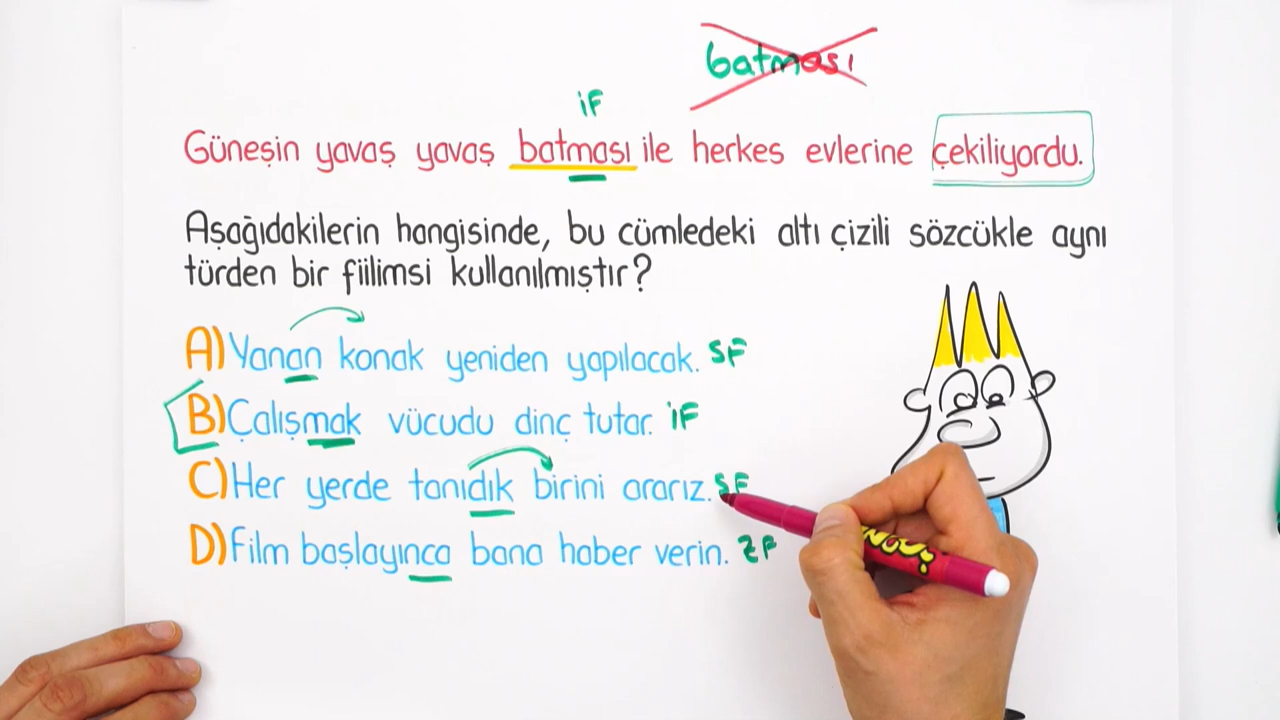 batması
iF
Güneşin yavaş yavaş batması ile herkes evlerine çekiliyordu.
Aşağıdakilerin hangisinde, bu cümledeki altı çizili sözcükle aynı
türden bir fiilimsi kullanılmıştır?
A) Yanan konak yeniden yapılacak. SF
B) Çalışmak vücudu dinç tutar. iF
C) Her yerde tanıdık birini ararız. SF
D) Film başlayınca bana haber verin. ZF